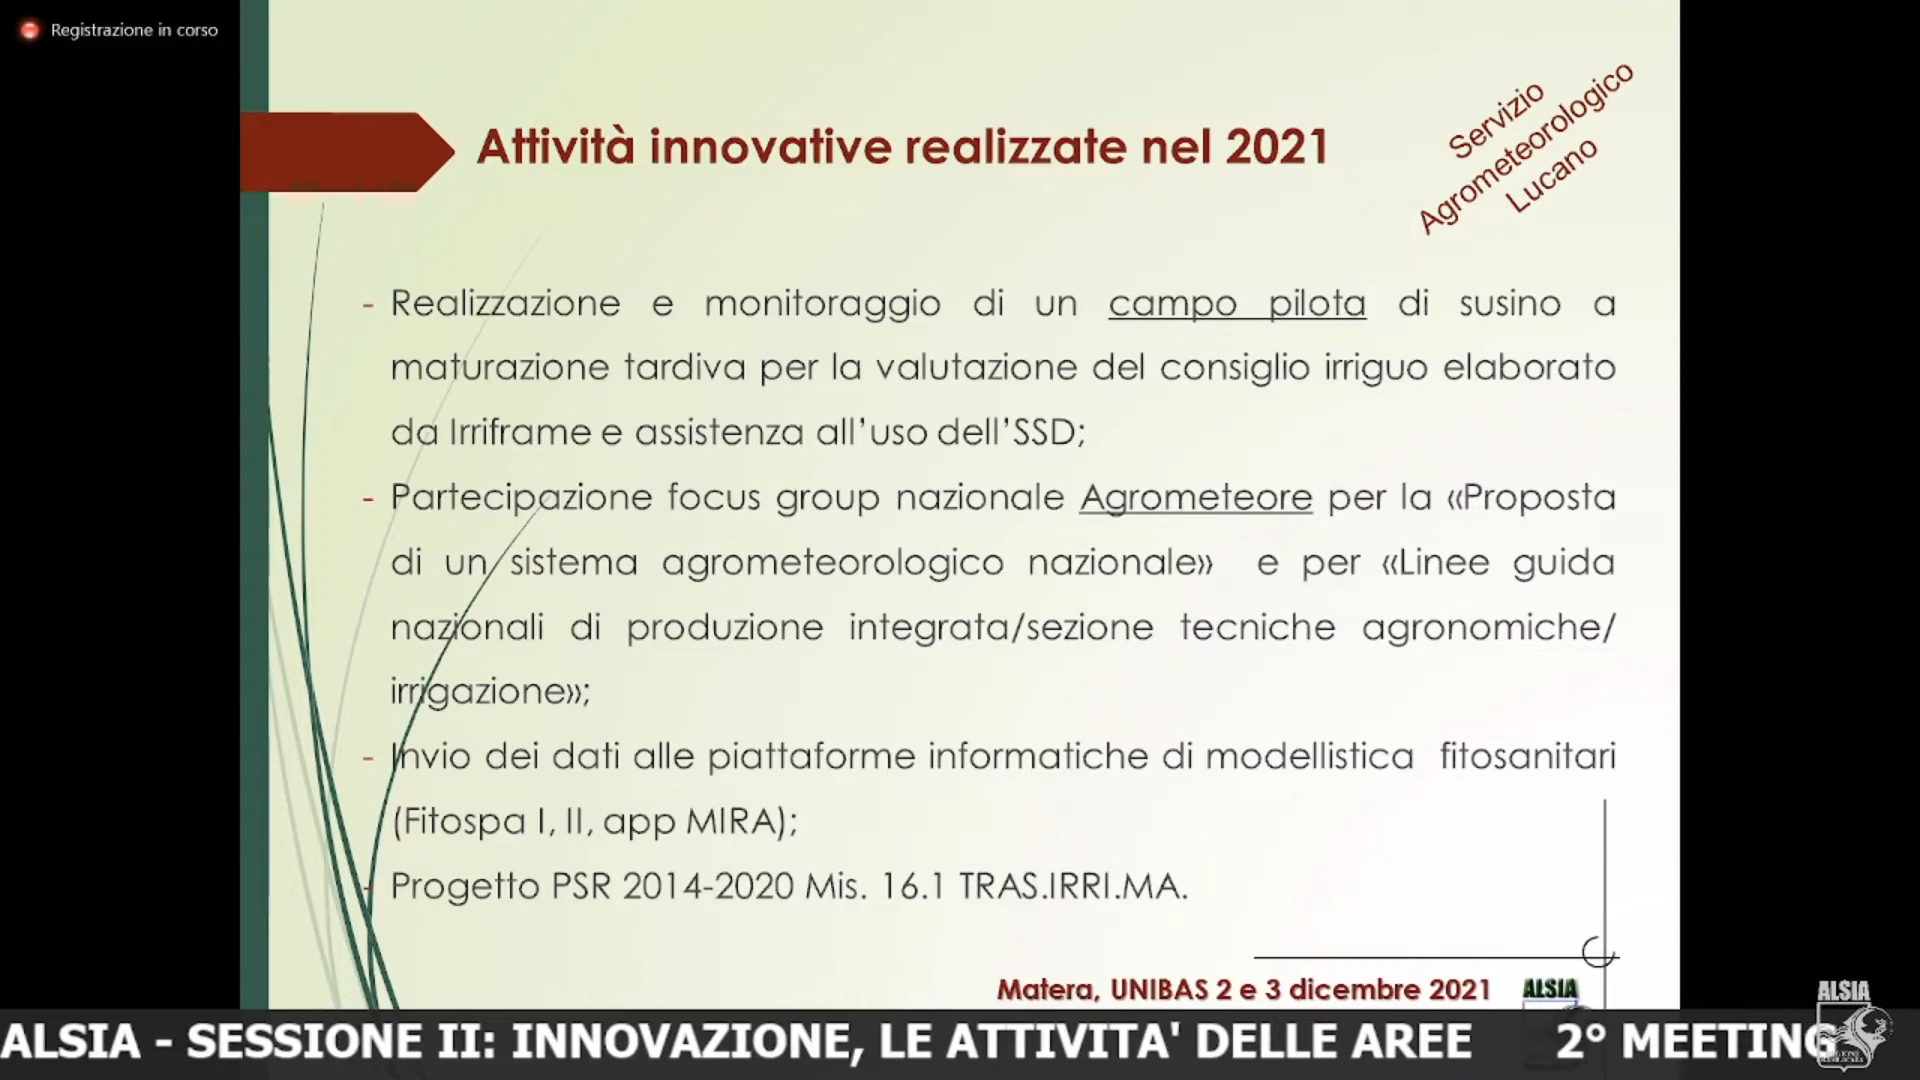 Registrazione in corso
Attività innovative realizzate nel 2021
Servizio
Agrometeorologico
Lucano
- Realizzazione e monitoraggio di un campo pilota di susino a
maturazione tardiva per la valutazione del consiglio irriguo elaborato
da Irriframe e assistenza all’uso dell’SSD;
- Partecipazione focus group nazionale Agrometeore per la «Proposta
di un sistema agrometeorologico nazionale» e per «Linee guida
nazionali di produzione integrata/sezione tecniche agronomiche/
irrigazione»;
- Invio dei dati alle piattaforme informatiche di modellistica fitosanitari
(Fitospa I, II, app MIRA);
- Progetto PSR 2014-2020 Mis. 16.1 TRAS.IRRI.MA.
Matera, UNIBAS 2 e 3 dicembre 2021
ALSIA
ALSIA
ALSIA - SESSIONE II: INNOVAZIONE, LE ATTIVITA' DELLE AREE 2° MEETING